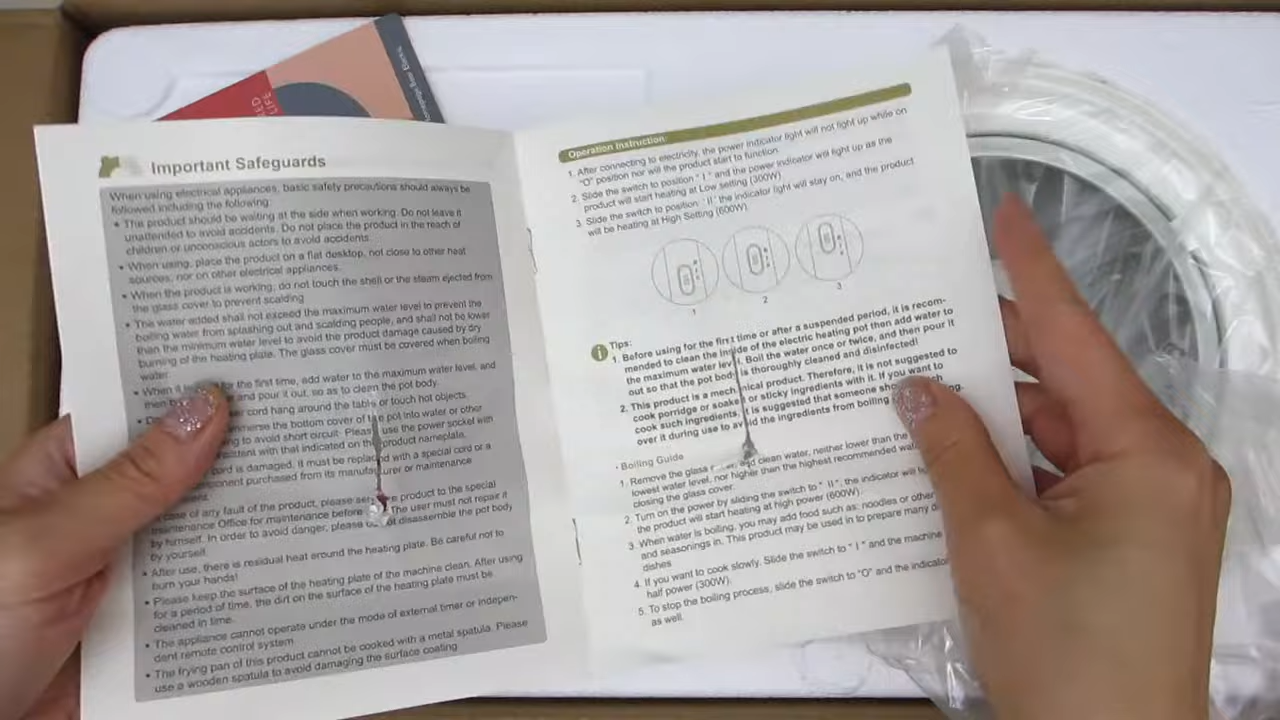 Important Safeguards
When using electrical appliances, basic safety precautions should always be
followed including the following:
• This product should be waiting at the side when working. Do not leave it
unattended to avoid accidents. Do not place the product in the reach of
children or unconscious actors to avoid accidents.
• When using, place the product on a flat desktop, not close to other heat
sources, nor on other electrical appliances.
• When the product is working, do not touch the shell or the steam ejected from
the glass cover to prevent scalding
• The water added shall not exceed the maximum water level to prevent the
boiling water from splashing out and scalding people, and shall not be lower
than the minimum water level to avoid the product damage caused by dry
burning of the heating plate. The glass cover must be covered when boiling
water.
• When it for the first time, add water to the maximum water level, and
then and pour it out, so as to clean the pot body.
cord hang around the table or touch hot objects.
immerse the bottom cover of the pot into water or other
to avoid short circuit. Please use the power socket with
consistent with that indicated on the product nameplate.
cord is damaged, it must be replaced with a special cord or a
component purchased from its manufacturer or maintenance
case of any fault of the product, please the product to the special
maintenance Office for maintenance before The user must not repair it
by himself. In order to avoid danger, please do not disassemble the pot body
by yourself.
• After use, there is residual heat around the heating plate. Be careful not to
burn your hands!
• Please keep the surface of the heating plate of the machine clean. After using
for a period of time, the dirt on the surface of the heating plate must be
cleaned in time.
• The appliance cannot operate under the mode of external timer or indepen-
dent remote control system
• The frying pan of this product cannot be cooked with a metal spatula. Please
use a wooden spatula to avoid damaging the surface coating
Operation Instruction:
1. After connecting to electricity, the power indicator light will not light up while on
"O" position nor will the product start to function.
2. Slide the switch to position " I " and the power indicator will light up as the
product will start heating at Low setting (300W)
3. Slide the switch to position " II", the indicator light will stay on, and the product
will be heating at High Setting (600W).
1
2
3
i Tips:
1. Before using for the first time or after a suspended period, it is recom-
mended to clean the inside of the electric heating pot then add water to
the maximum water level. Boil the water once or twice, and then pour it
out so that the pot body is thoroughly cleaned and disinfected!
2. This product is a mechanical product. Therefore, it is not suggested to
cook porridge or soaked or sticky ingredients with it. If you want to
cook such ingredients, it is suggested that someone should
over it during use to avoid the ingredients from boiling
• Boiling Guide
1. Remove the glass and clean water, neither lower than the
lowest water level, nor higher than the highest recommended
closing the glass cover.
2. Turn on the power by sliding the switch to " II", the indicator will
the product will start heating at high power (600W).
3. When water is boiling, you may add food such as: noodles or other
and seasonings in. This product may be used in to prepare many
dishes
4. If you want to cook slowly. Slide the switch to " I " and the machine
half power (300W).
5. To stop the boiling process, slide the switch to "O" and the indicator
as well.
LIFE